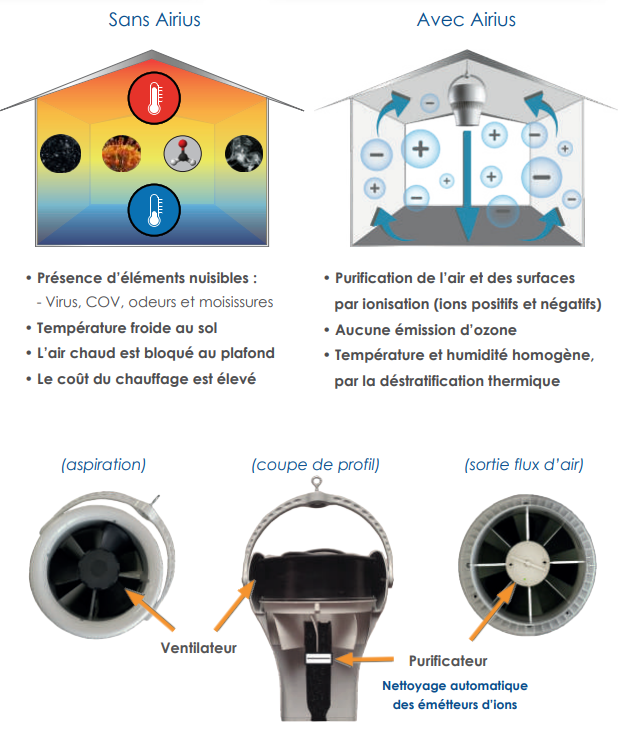 Sans Airius
Avec Airius
• Présence d’éléments nuisibles :
- Virus, COV, odeurs et moisissures
• Température froide au sol
• L’air chaud est bloqué au plafond
• Le coût du chauffage est élevé
• Purification de l’air et des surfaces
par ionisation (ions positifs et négatifs)
• Aucune émission d’ozone
• Température et humidité homogène,
par la déstratification thermique
(aspiration)
(coupe de profil)
(sortie flux d’air)
Ventilateur
Purificateur
Nettoyage automatique
des émétteurs d’ions